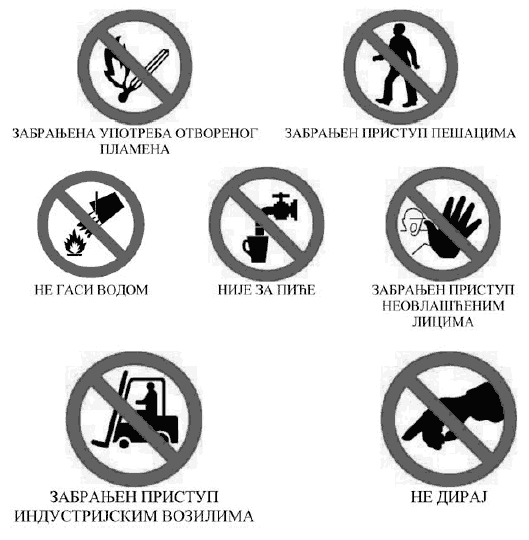 ЗАБРАЊЕНА УПОТРЕБА ОТВОРЕНОГ
ПЛАМЕНА
ЗАБРАЊЕН ПРИСТУП ПЕШАЦИМА
НЕ ГАСИ ВОДОМ
НИЈЕ ЗА ПИЋЕ
ЗАБРАЊЕН ПРИСТУП
НЕОВЛАШЋЕНИМ
ЛИЦИМА
ЗАБРАЊЕН ПРИСТУП
ИНДУСТРИЈСКИМ ВОЗИЛИМА
НЕ ДИРАЈ